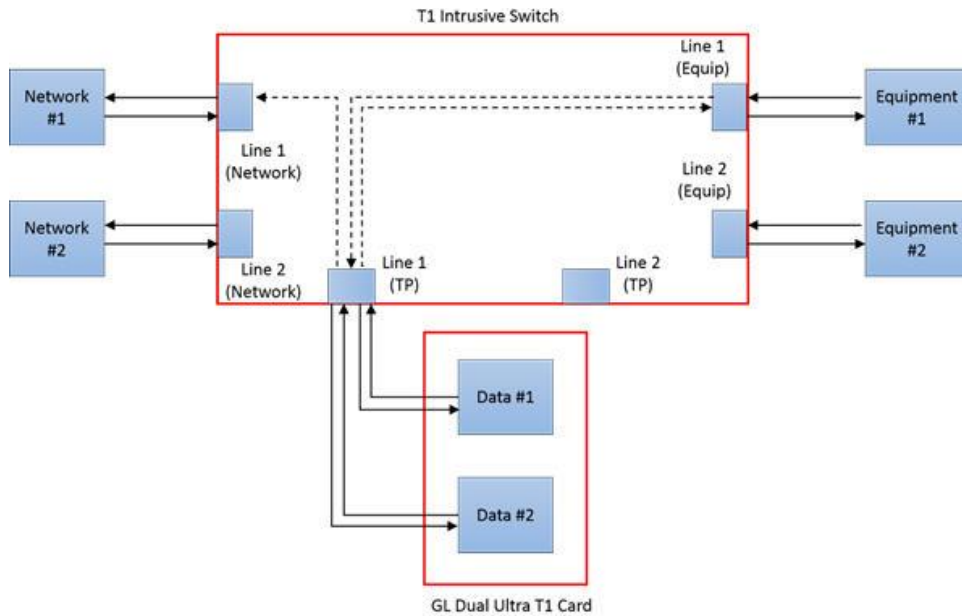 T1 Intrusive Switch
Network
#1
Line 1
(Network)
Line 1
(Equip)
Equipment
#1
Network
#2
Line 2
(Network)
Line 2
(Equip)
Equipment
#2
Line 1
(TP)
Line 2
(TP)
Data #1
Data #2
GL Dual Ultra T1 Card